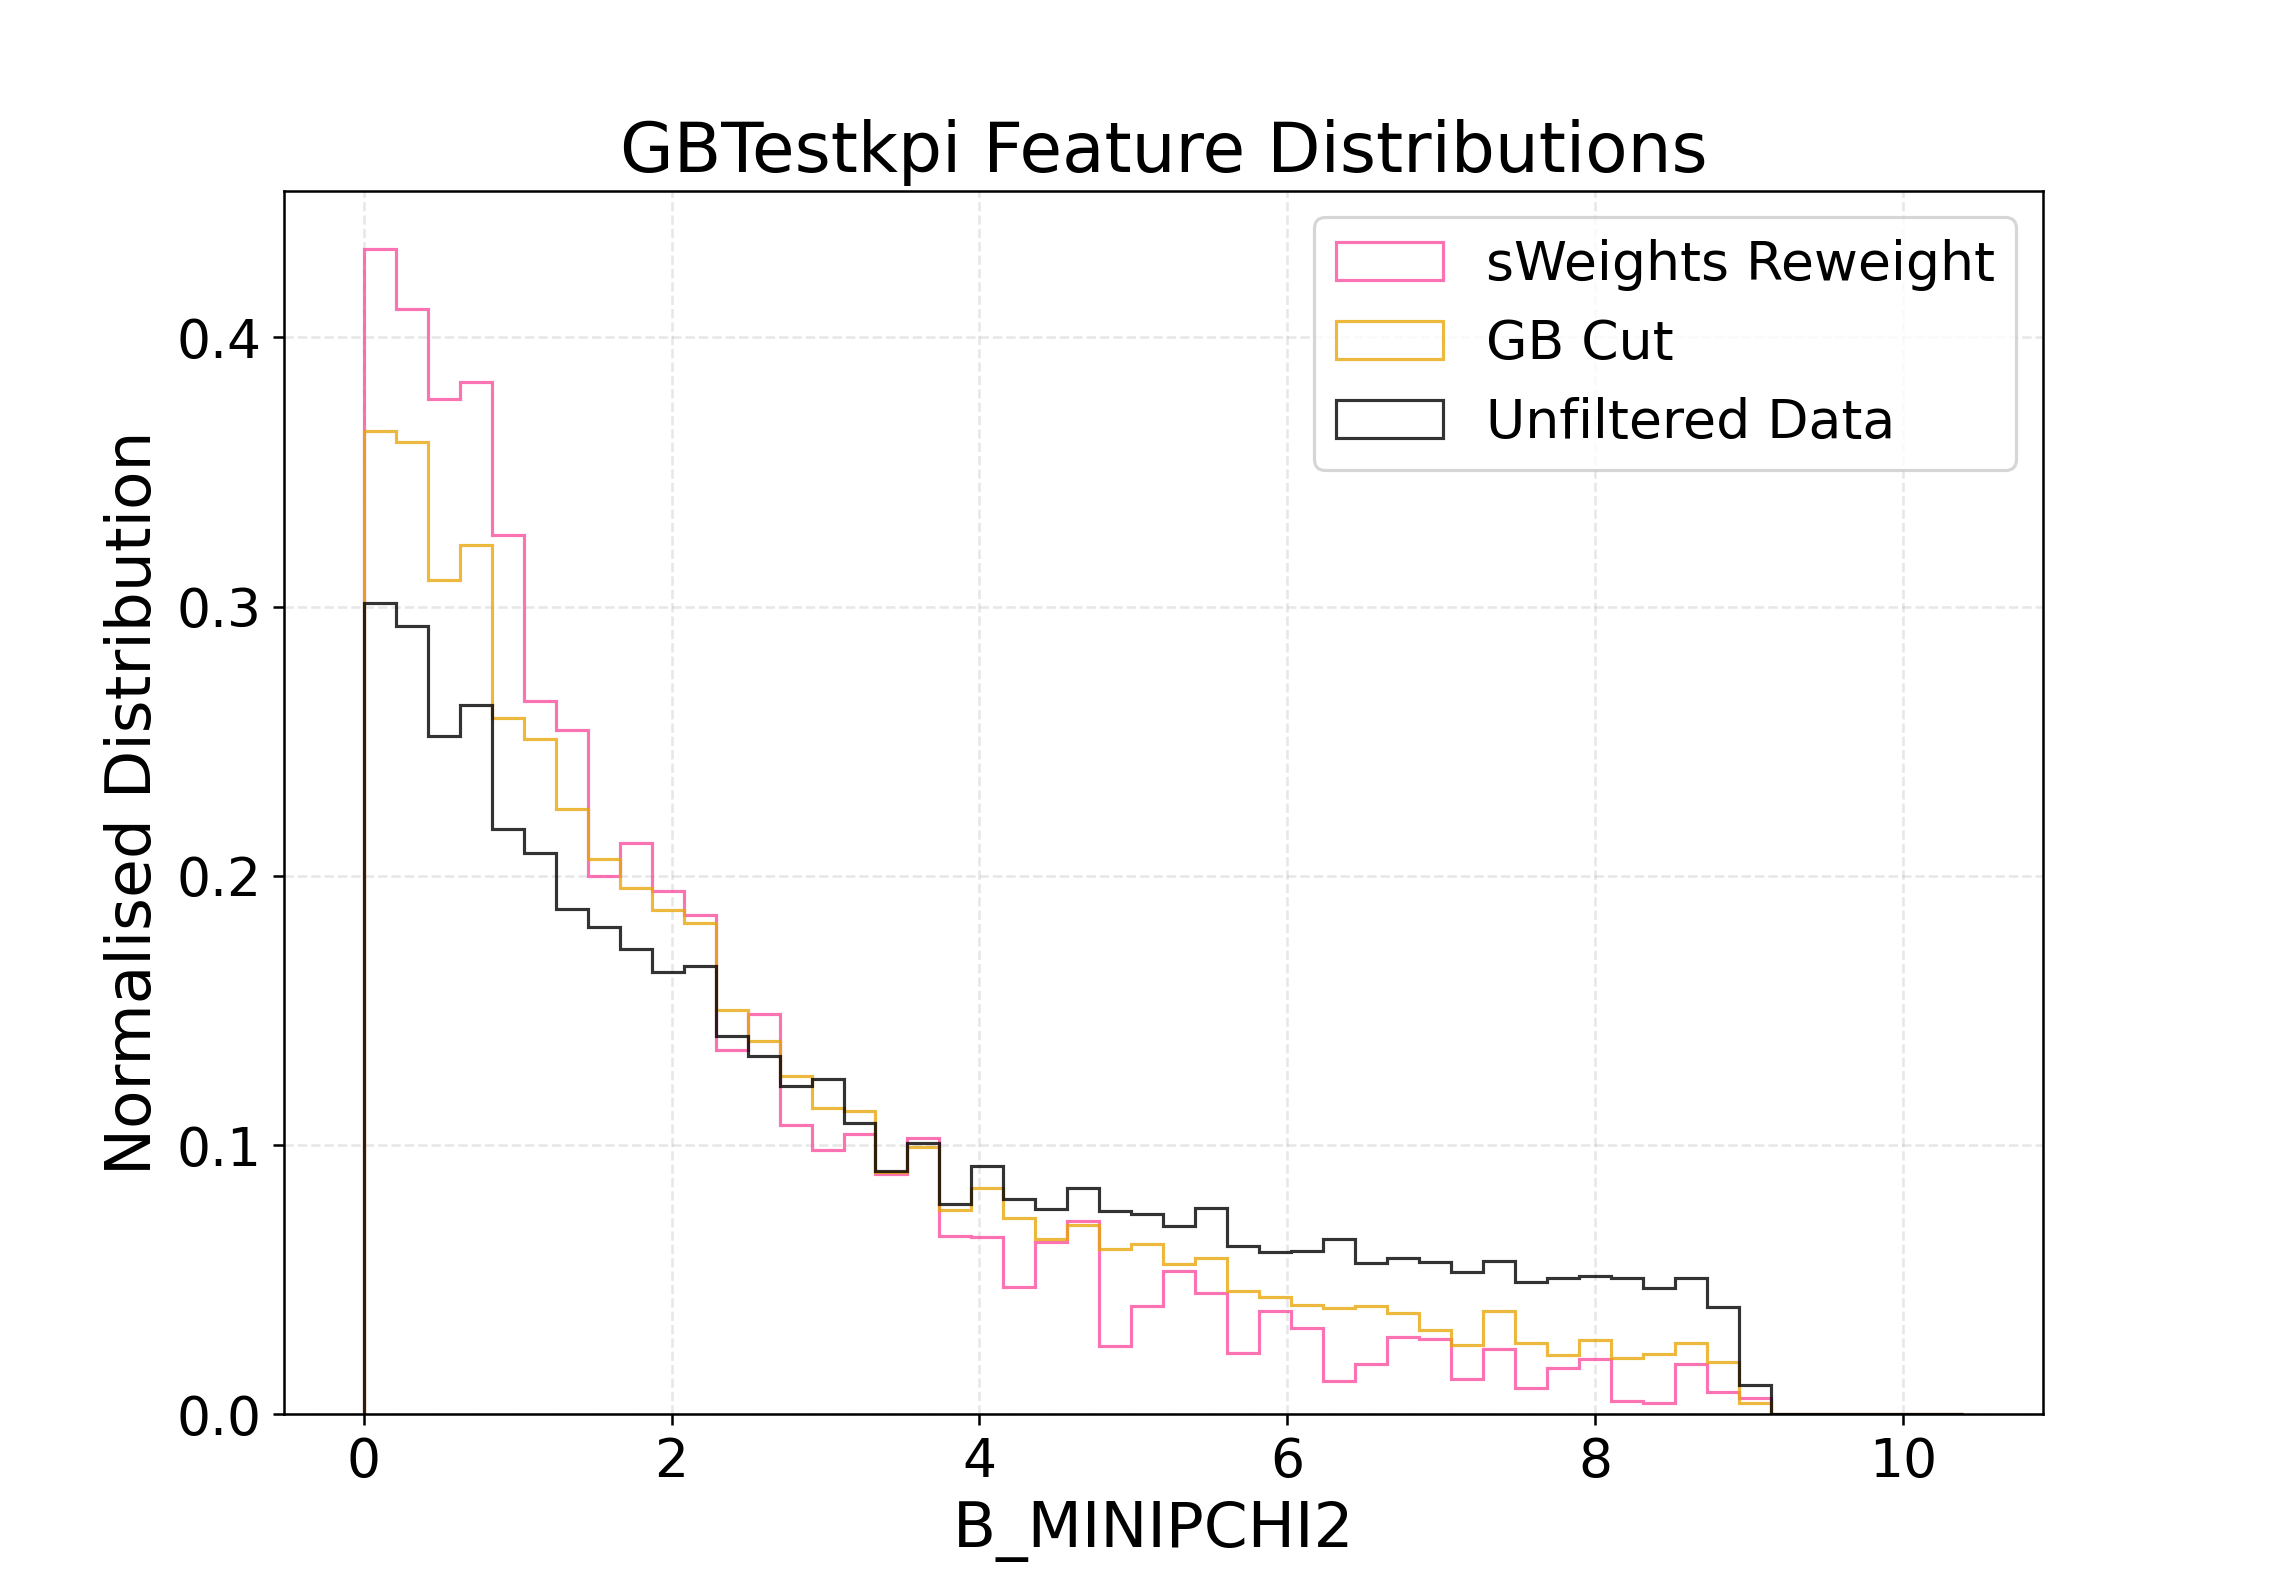 GBTestkpi Feature Distributions
sWeights Reweight
GB Cut
Unfiltered Data
Normalised Distribution
0.4
0.3
0.2
0.1
0.0
0 2 4 6 8 10
B_MINIPCHI2